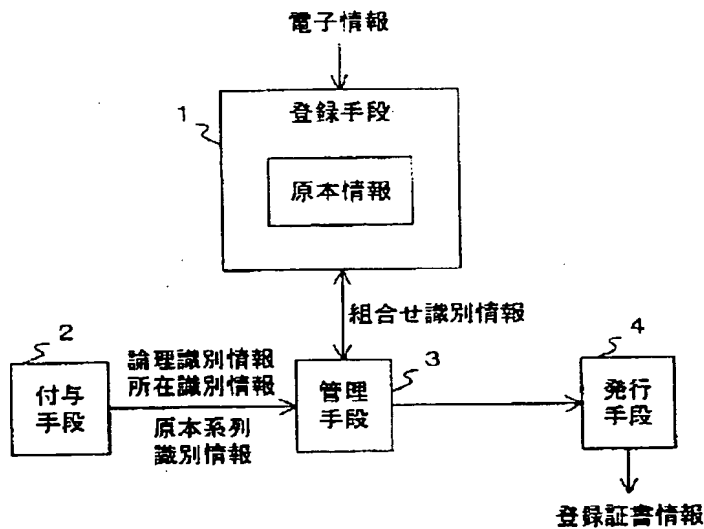 電子情報
1
登録手段
原本情報
組合せ識別情報
2
付与
手段
論理識別情報
所在識別情報
原本系列
識別情報
3
管理
手段
4
発行
手段
登録証書情報